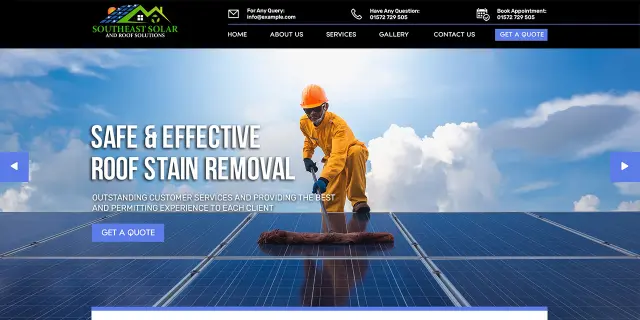 SOUTHEAST SOLAR
AND ROOF SOLUTIONS
For Any Query:
info@example.com
Have Any Question:
01572 729 505
Book Appointment:
01572 729 505
HOME
ABOUT US
SERVICES
GALLERY
CONTACT US
GET A QUOTE
SAFE & EFFECTIVE
ROOF STAIN REMOVAL
OUTSTANDING CUSTOMER SERVICES AND PROVIDING THE BEST
AND PERMITTING EXPERIENCE TO EACH CLIENT
GET A QUOTE